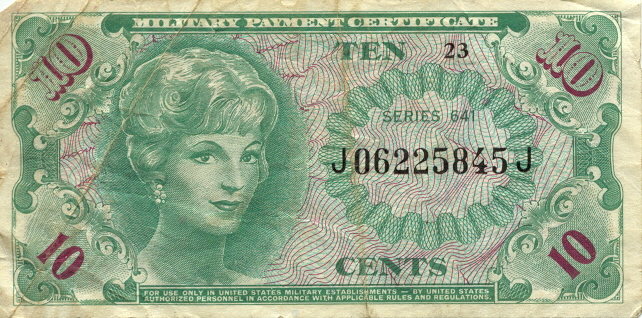 MILITARY PAYMENT CERTIFICATE
10 TEN 23 10
SERIES 641
J06225845J
10 CENTS 10
FOR USE ONLY IN UNITED STATES MILITARY ESTABLISHMENTS — BY UNITED STATES
AUTHORIZED PERSONNEL IN ACCORDANCE WITH APPLICABLE RULES AND REGULATIONS.